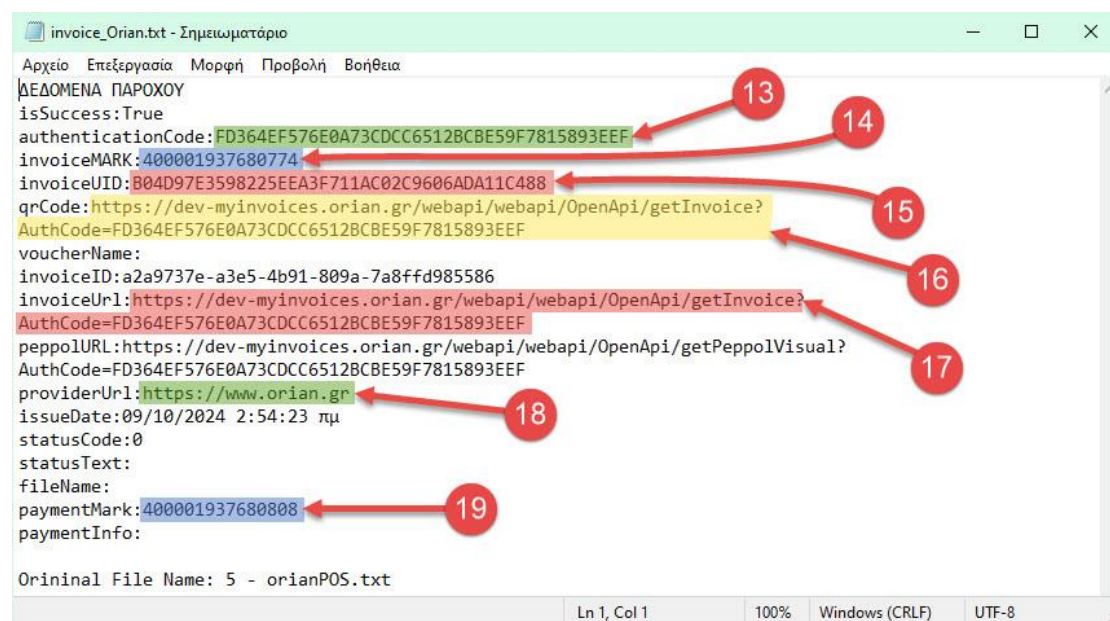 invoice_Orian.txt - Σημειωματάριο
Αρχείο Επεξεργασία Μορφή Προβολή Βοήθεια
ΔΕΔΟΜΕΝΑ ΠΑΡΟΧΟΥ
isSuccess:True
authenticationCode:FD364EF576E0A73CDCC6512BCBE59F7815893EEF
invoiceMARK:400001937680774
invoiceUID:B04D97E3598225EEA3F711AC02C9606ADA11C488
qrCode:https://dev-myinvoices.orian.gr/webapi/webapi/OpenApi/getInvoice?
AuthCode=FD364EF576E0A73CDCC6512BCBE59F7815893EEF
voucherName:
invoiceID:a2a9737e-a3e5-4b91-809a-7a8ffd985586
invoiceUrl:https://dev-myinvoices.orian.gr/webapi/webapi/OpenApi/getInvoice?
AuthCode=FD364EF576E0A73CDCC6512BCBE59F7815893EEF
peppolURL:https://dev-myinvoices.orian.gr/webapi/webapi/OpenApi/getPeppolVisual?
AuthCode=FD364EF576E0A73CDCC6512BCBE59F7815893EEF
providerUrl:https://www.orian.gr
issueDate:09/10/2024 2:54:23 πμ
statusCode:0
statusText:
fileName:
paymentMark:400001937680808
paymentInfo:
Orininal File Name: 5 - orianPOS.txt
13
14
15
16
17
18
19
Ln 1, Col 1 100% Windows (CRLF) UTF-8